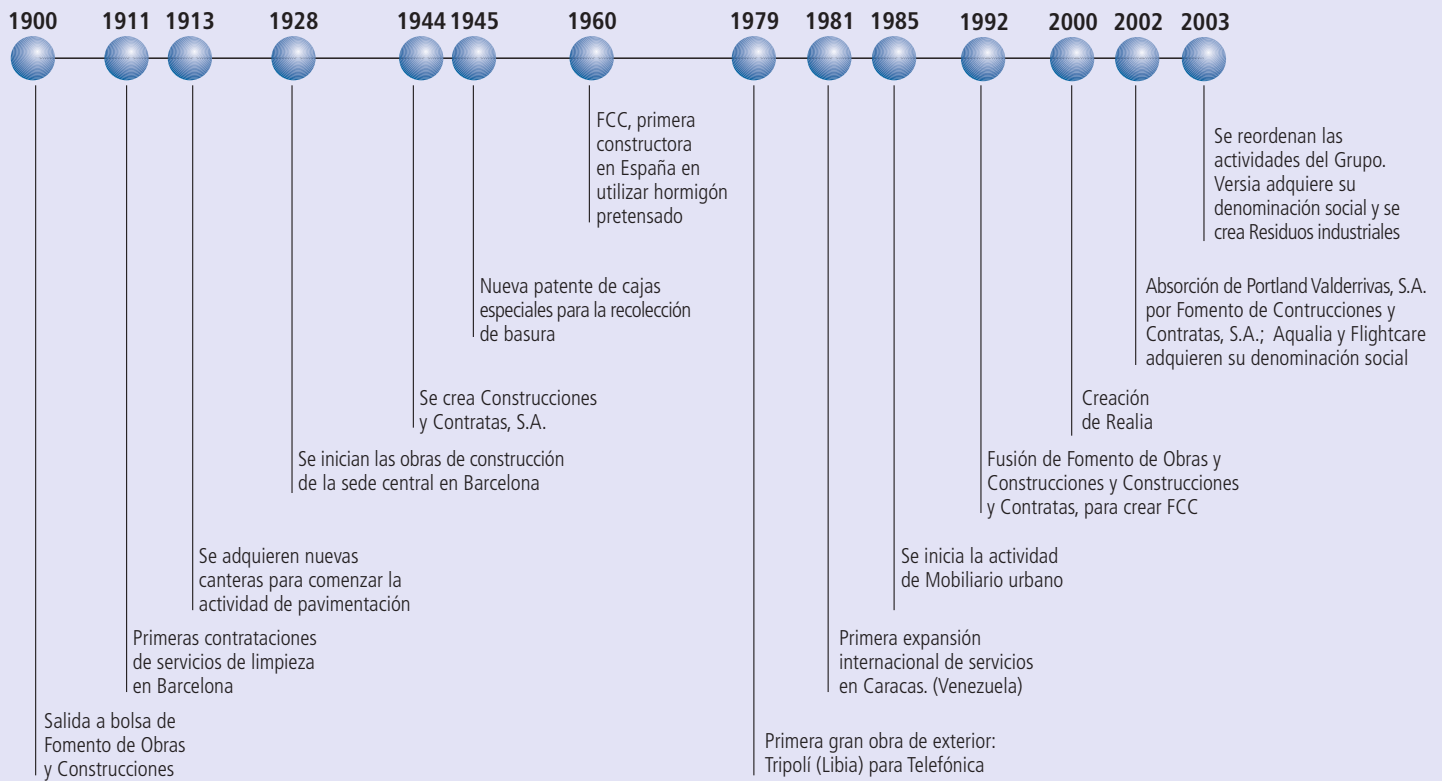 1900 1911 1913 1928 1944 1945 1960 1979 1981 1985 1992 2000 2002 2003
FCC, primera
constructora
en España en
utilizar hormigón
pretensado
Se reordenan las
actividades del Grupo.
Versia adquiere su
denominación social y se
crea Residuos industriales
Nueva patente de cajas
especiales para la recolección
de basura
Absorción de Portland Valderrivas, S.A.
por Fomento de Contrucciones y
Contratas, S.A.; Aqualia y Flightcare
adquieren su denominación social
Se crea Construcciones
y Contratas, S.A.
Creación
de Realia
Se inician las obras de construcción
de la sede central en Barcelona
Fusión de Fomento de Obras y
Construcciones y Construcciones
y Contratas, para crear FCC
Se adquieren nuevas
canteras para comenzar la
actividad de pavimentación
Se inicia la actividad
de Mobiliario urbano
Primeras contrataciones
de servicios de limpieza
en Barcelona
Primera expansión
internacional de servicios
en Caracas. (Venezuela)
Salida a bolsa de
Fomento de Obras
y Construcciones
Primera gran obra de exterior:
Tripolí (Libia) para Telefónica